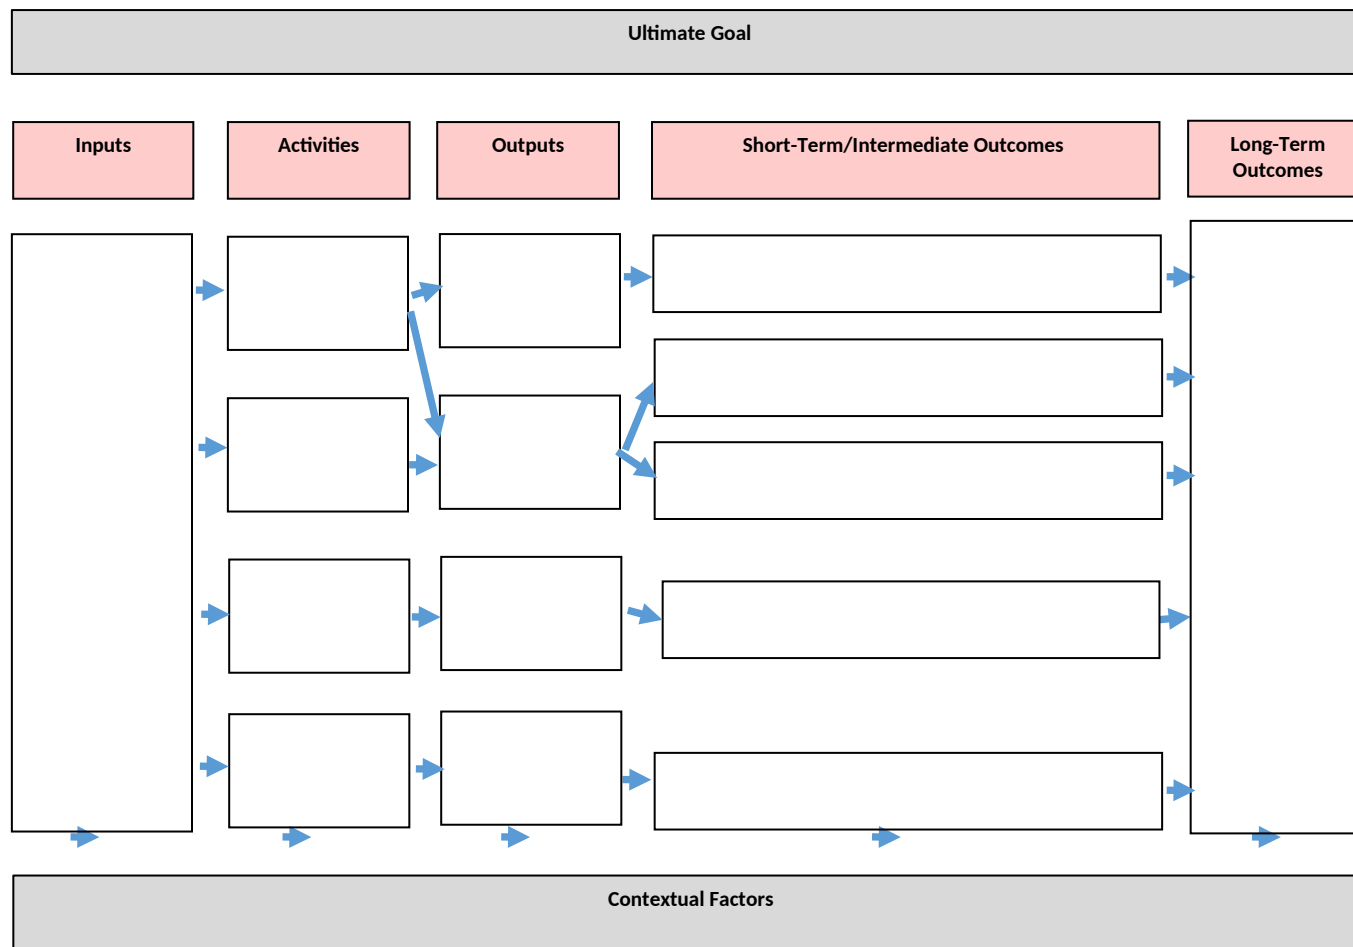 Ultimate Goal
Inputs
Activities
Outputs
Short-Term/Intermediate Outcomes
Long-Term
Outcomes
Contextual Factors